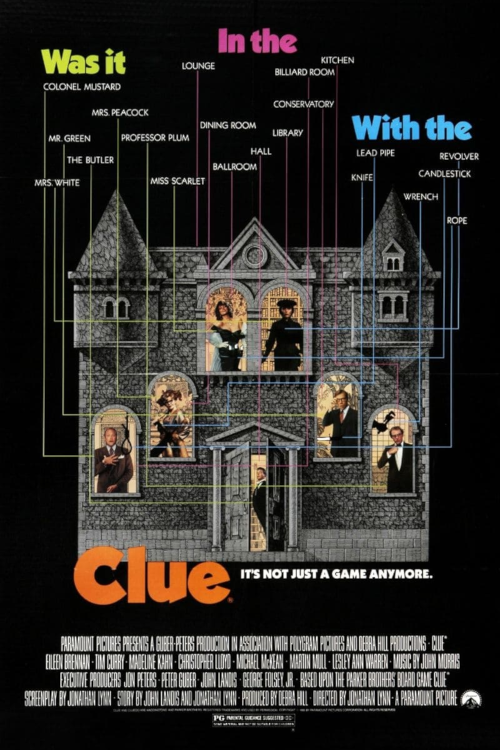 Was it
In the
With the
COLONEL MUSTARD
MRS. PEACOCK
MR. GREEN
PROFESSOR PLUM
THE BUTLER
MRS. WHITE
MISS SCARLET
LOUNGE
KITCHEN
BILLIARD ROOM
CONSERVATORY
DINING ROOM
LIBRARY
HALL
BALLROOM
LEAD PIPE
REVOLVER
KNIFE
CANDLESTICK
WRENCH
ROPE
Clue
IT'S NOT JUST A GAME ANYMORE.
PARAMOUNT PICTURES PRESENTS A GUBER-PETERS PRODUCTION IN ASSOCIATION WITH POLYGRAM PICTURES AND DEBRA HILL PRODUCTIONS · CLUE™
EILEEN BRENNAN · TIM CURRY · MADELINE KAHN · CHRISTOPHER LLOYD · MICHAEL McKEAN · MARTIN MULL · LESLEY ANN WARREN · MUSIC BY JOHN MORRIS
EXECUTIVE PRODUCERS JON PETERS · PETER GUBER · JOHN LANDIS · GEORGE FOLSEY, JR. · BASED UPON THE PARKER BROTHERS' BOARD GAME CLUE™
SCREENPLAY BY JONATHAN LYNN · STORY BY JOHN LANDIS AND JONATHAN LYNN · PRODUCED BY DEBRA HILL · DIRECTED BY JONATHAN LYNN · A PARAMOUNT PICTURE
PG PARENTAL GUIDANCE SUGGESTED